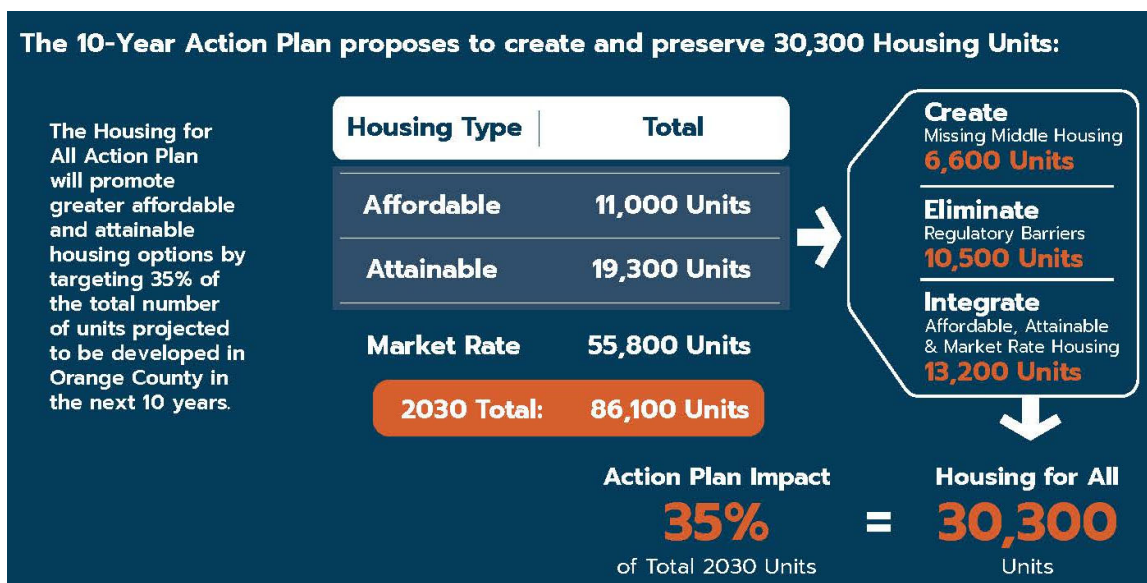 The 10-Year Action Plan proposes to create and preserve 30,300 Housing Units:
The Housing for
All Action Plan
will promote
greater affordable
and attainable
housing options by
targeting 35% of
the total number
of units projected
to be developed in
Orange County in
the next 10 years.
Housing Type Total
Affordable 11,000 Units
Attainable 19,300 Units
Market Rate 55,800 Units
2030 Total: 86,100 Units
Create
Missing Middle Housing
6,600 Units
Eliminate
Regulatory Barriers
10,500 Units
Integrate
Affordable, Attainable
& Market Rate Housing
13,200 Units
Action Plan Impact
35%
of Total 2030 Units
=
Housing for All
30,300
Units